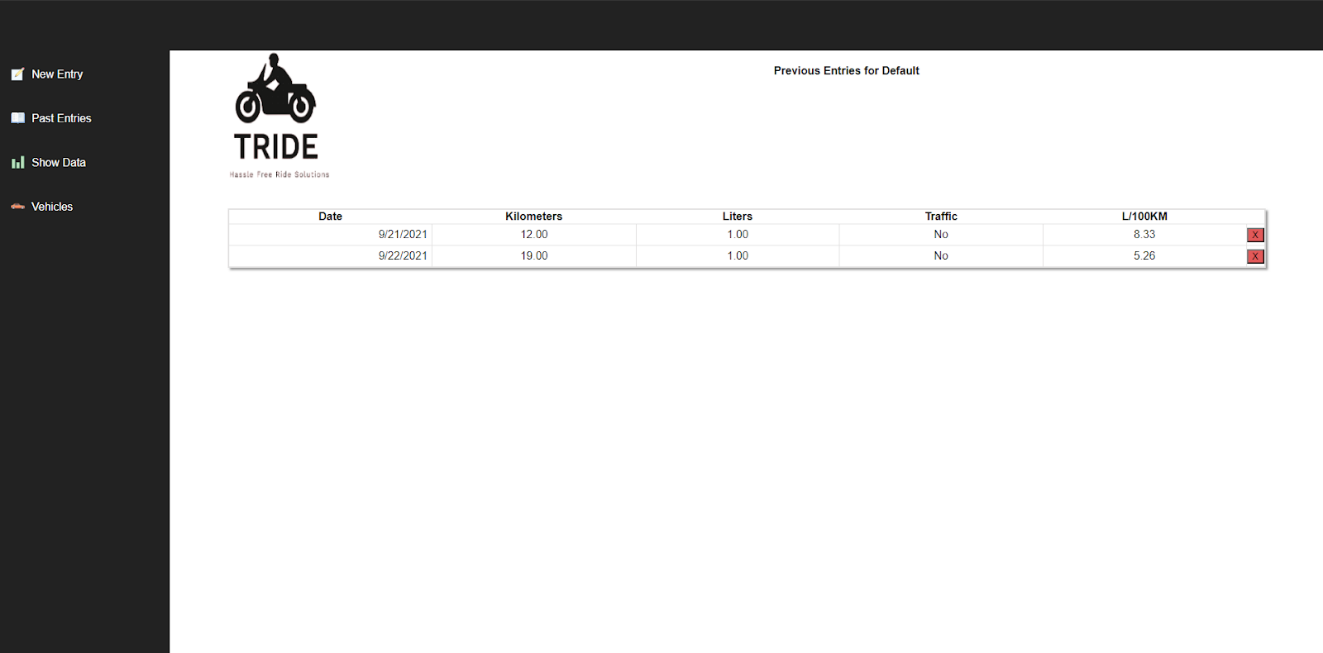 New Entry
Past Entries
Show Data
Vehicles
Previous Entries for Default
TRIDE
Hassle Free Ride Solutions
Date Kilometers Liters Traffic L/100KM
9/21/2021 12.00 1.00 No 8.33 X
9/22/2021 19.00 1.00 No 5.26 X